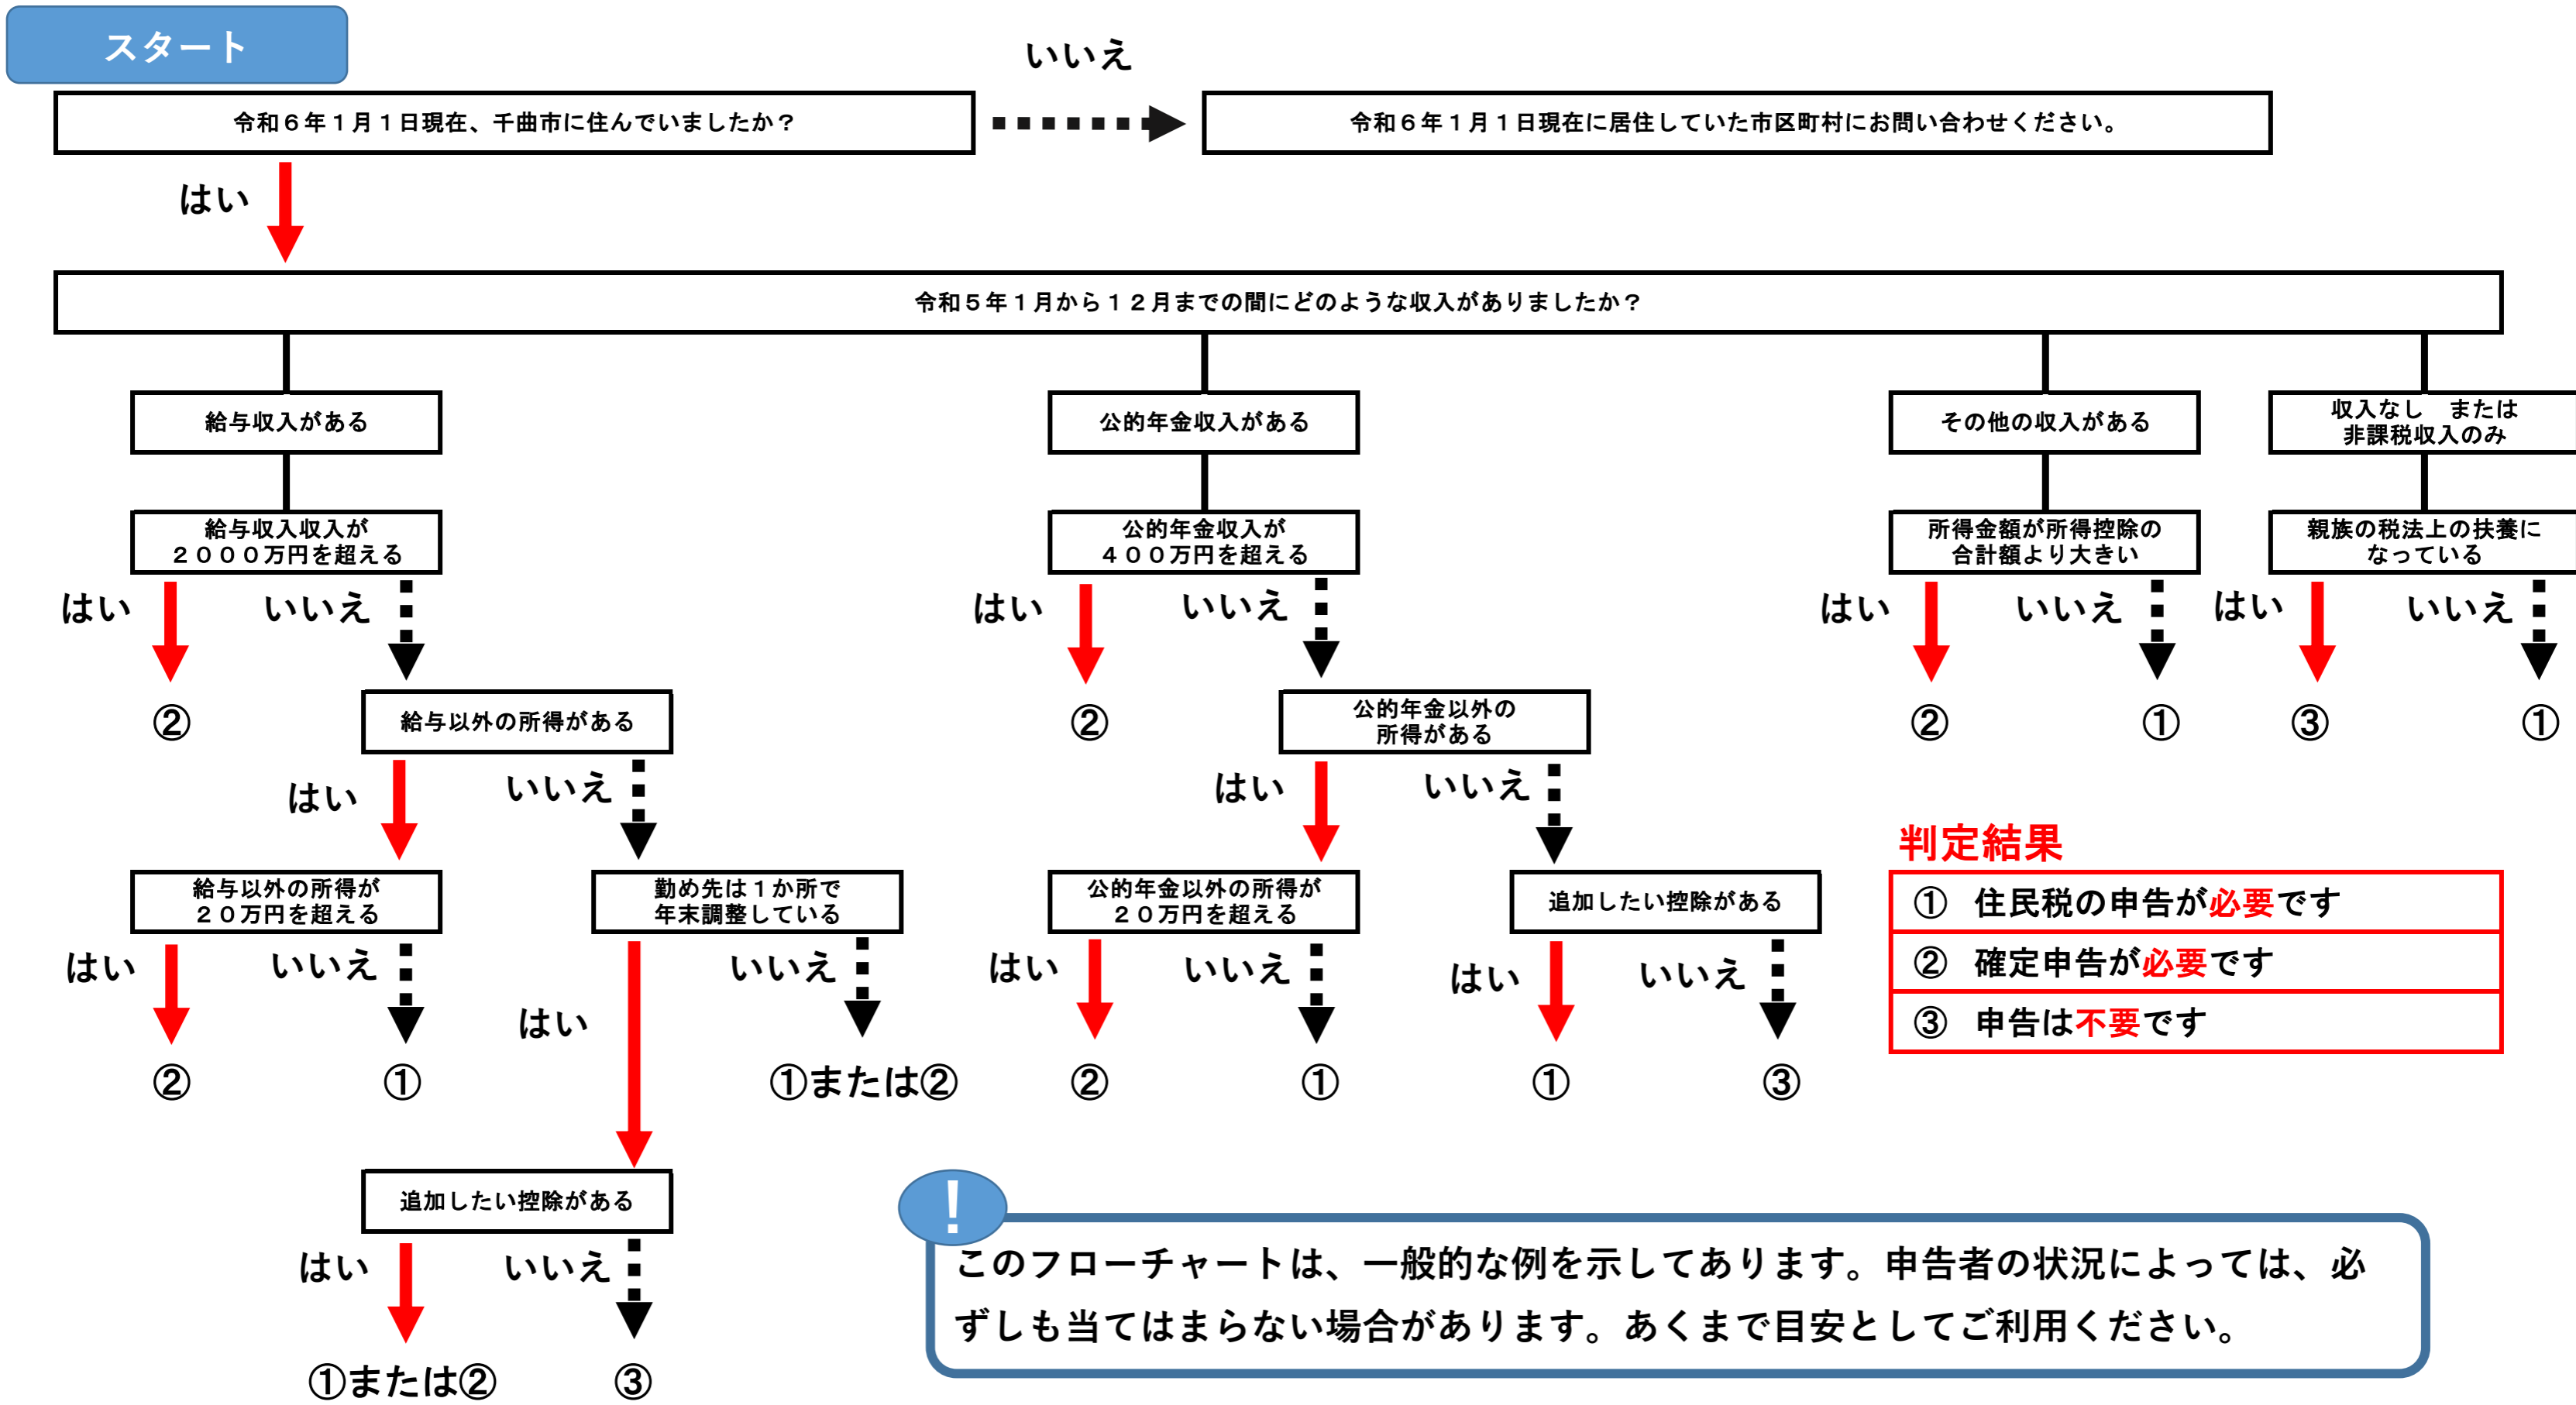 スタート
いいえ
令和６年１月１日現在、千曲市に住んでいましたか？
令和６年１月１日現在に居住していた市区町村にお問い合わせください。
はい
令和５年１月から１２月までの間にどのような収入がありましたか？
給与収入がある
公的年金収入がある
その他の収入がある
収入なし　または
非課税収入のみ
給与収入収入が
２０００万円を超える
公的年金収入が
４００万円を超える
所得金額が所得控除の
合計額より大きい
親族の税法上の扶養に
なっている
はい
いいえ
はい
いいえ
はい
いいえ
はい
いいえ
②
給与以外の所得がある
②
公的年金以外の
所得がある
②
①
③
①
はい
いいえ
はい
いいえ
給与以外の所得が
２０万円を超える
勤め先は１か所で
年末調整している
公的年金以外の所得が
２０万円を超える
追加したい控除がある
判定結果
①　住民税の申告が必要です
②　確定申告が必要です
③　申告は不要です
はい
いいえ
はい
いいえ
はい
いいえ
はい
いいえ
②
①
①または②
②
①
①
③
追加したい控除がある
はい
いいえ
①または②
③
！
このフローチャートは、一般的な例を示してあります。申告者の状況によっては、必
ずしも当てはまらない場合があります。あくまで目安としてご利用ください。